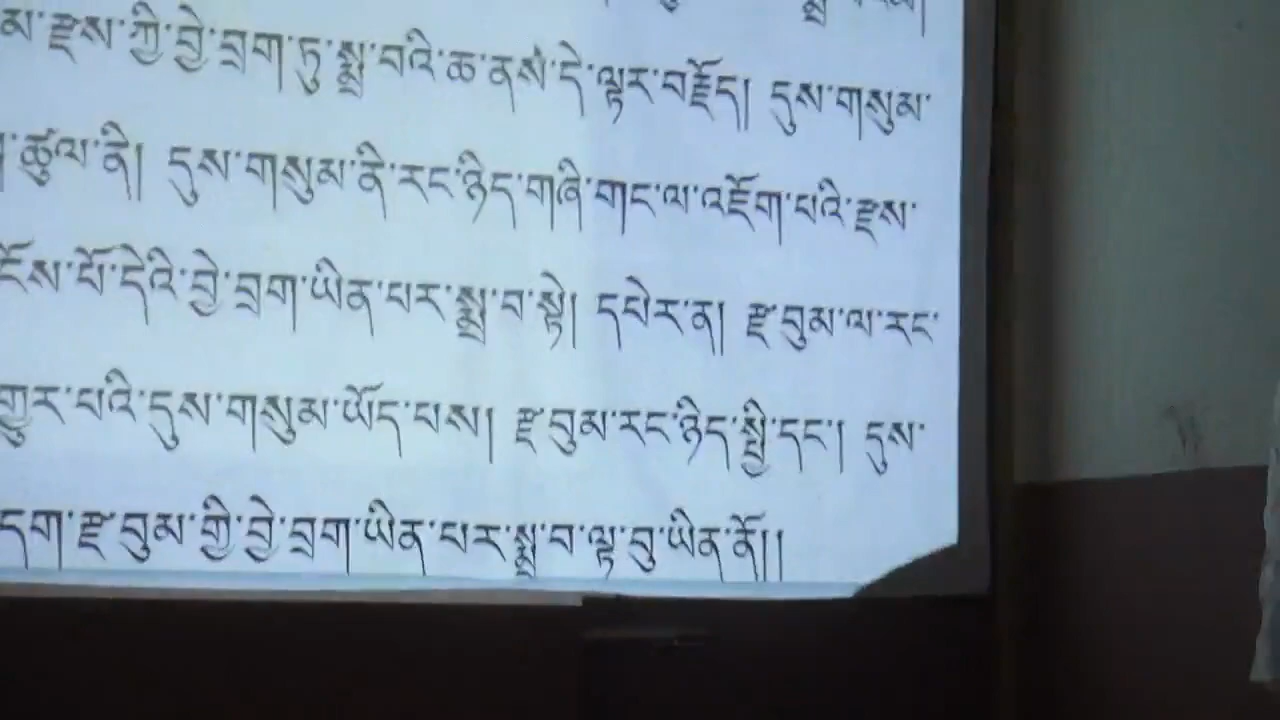 མ་རྫས་ཀྱི་བྱེ་བྲག་ཏུ་སྨྲ་བའི་ཆ་ནས་དེ་ལྟར་བརྗོད། དུས་གསུམ་
ཚུལ་ནི། དུས་གསུམ་ནི་རང་ཉིད་གཞི་གང་ལ་འཇོག་པའི་རྫས་
དངོས་པོ་དེའི་བྱེ་བྲག་ཡིན་པར་སྨྲ་བ་སྟེ། དཔེར་ན། རྫ་བུམ་ལ་རང་
གྱུར་པའི་དུས་གསུམ་ཡོད་པས། རྫ་བུམ་རང་ཉིད་སྤྱི་དང་། དུས་
དག་རྫ་བུམ་གྱི་བྱེ་བྲག་ཡིན་པར་སྨྲ་བ་ལྟ་བུ་ཡིན་ནོ།།